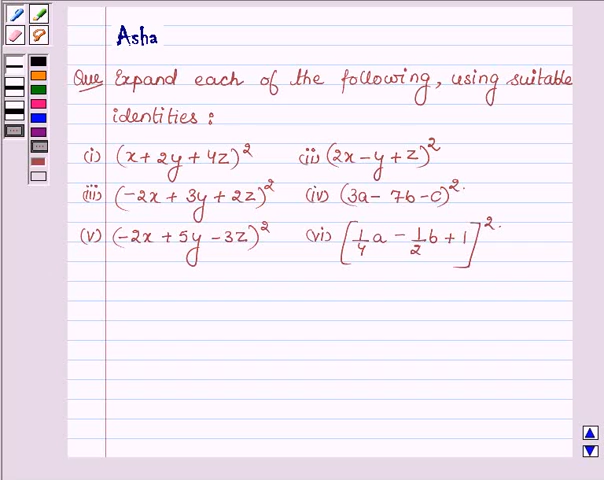 Asha
Que Expand each of the following, using suitable
identities :
(i) (x + 2y + 4z)² (ii) (2x - y + z)²
(iii) (-2x + 3y + 2z)² (iv) (3a - 7b - c)².
(v) (-2x + 5y - 3z)² (vi) [1/4 a - 1/2 b + 1]².